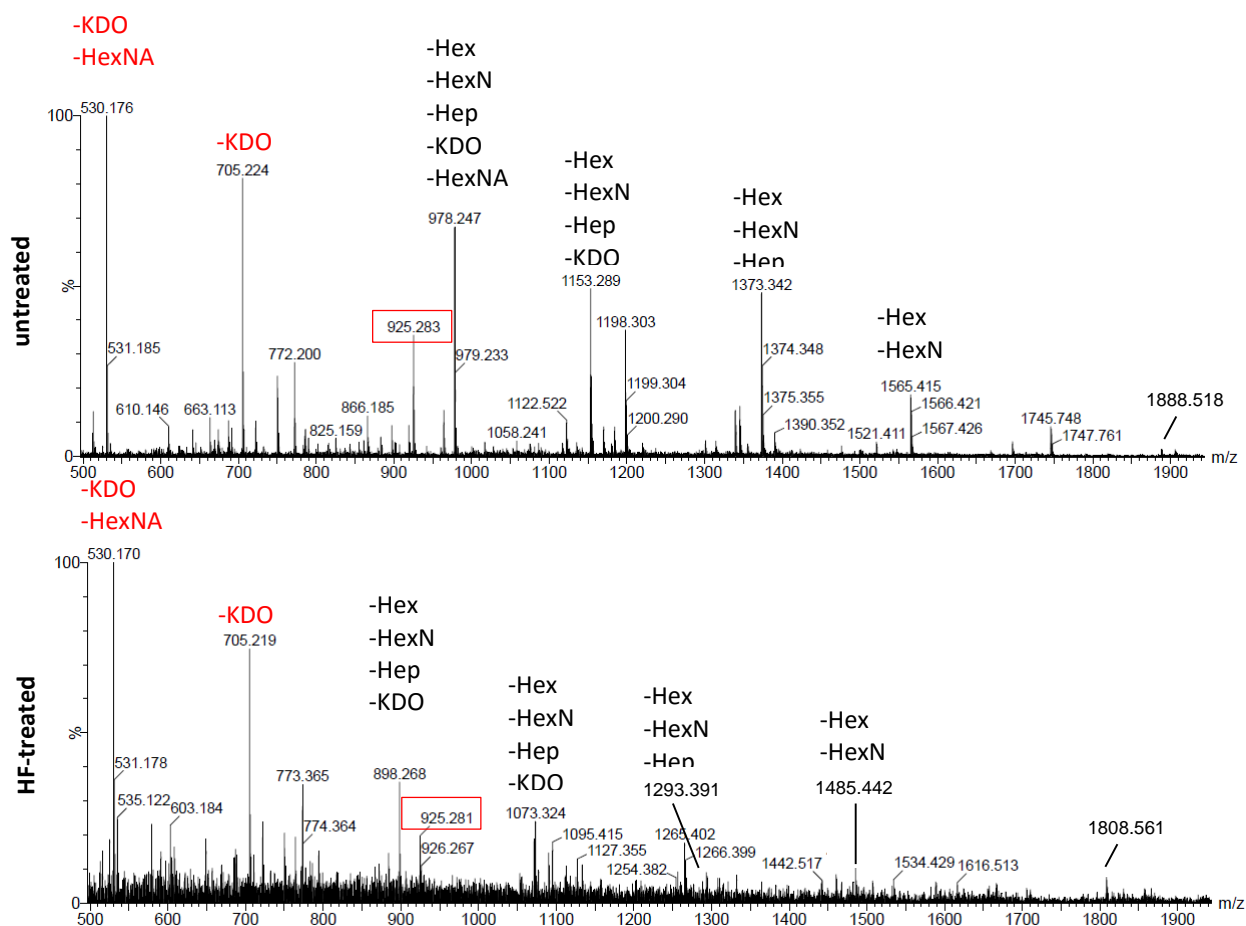 -KDO
-HexNA
530.176
-KDO
705.224
-Hex
-HexN
-Hep
-KDO
-HexNA
978.247
-Hex
-HexN
-Hep
-KDO
1153.289
-Hex
-HexN
-Hep
1373.342
-Hex
-HexN
1565.415
1888.518
untreated
100
%
0
531.185
610.146
663.113
772.200
825.159
866.185
925.283
979.233
1058.241
1122.522
1198.303
1199.304
1200.290
1374.348
1375.355
1390.352
1521.411
1566.421
1567.426
1745.748
1747.761
500 600 700 800 900 1000 1100 1200 1300 1400 1500 1600 1700 1800 1900 m/z
-KDO
-HexNA
530.170
-KDO
705.219
-Hex
-HexN
-Hep
-KDO
898.268
-Hex
-HexN
-Hep
-KDO
1073.324
-Hex
-HexN
-Hep
1293.391
-Hex
-HexN
1485.442
1808.561
HF-treated
100
%
0
531.178
535.122
603.184
773.365
774.364
925.281
926.267
1095.415
1127.355
1254.382
1265.402
1266.399
1442.517
1534.429
1616.513
500 600 700 800 900 1000 1100 1200 1300 1400 1500 1600 1700 1800 1900 m/z